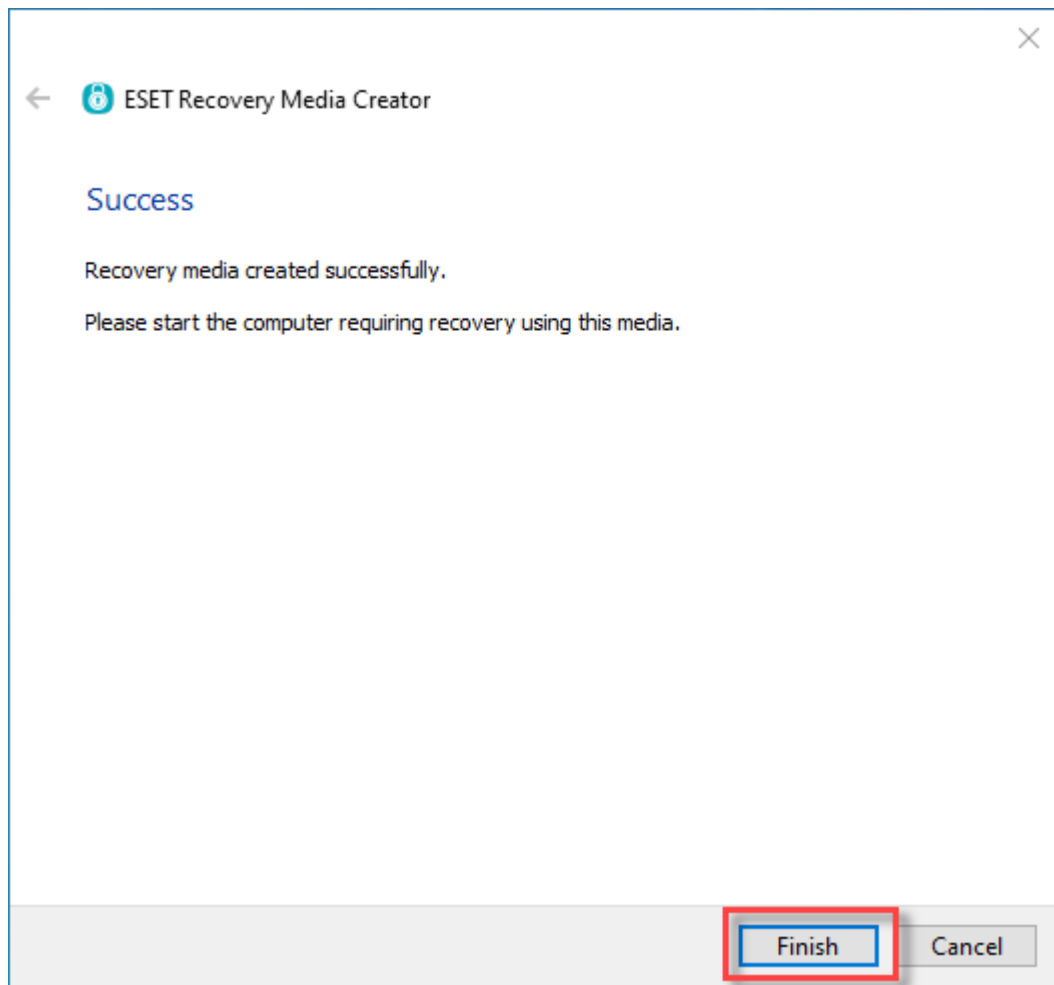 ESET Recovery Media Creator
Success
Recovery media created successfully.
Please start the computer requiring recovery using this media.
Finish
Cancel